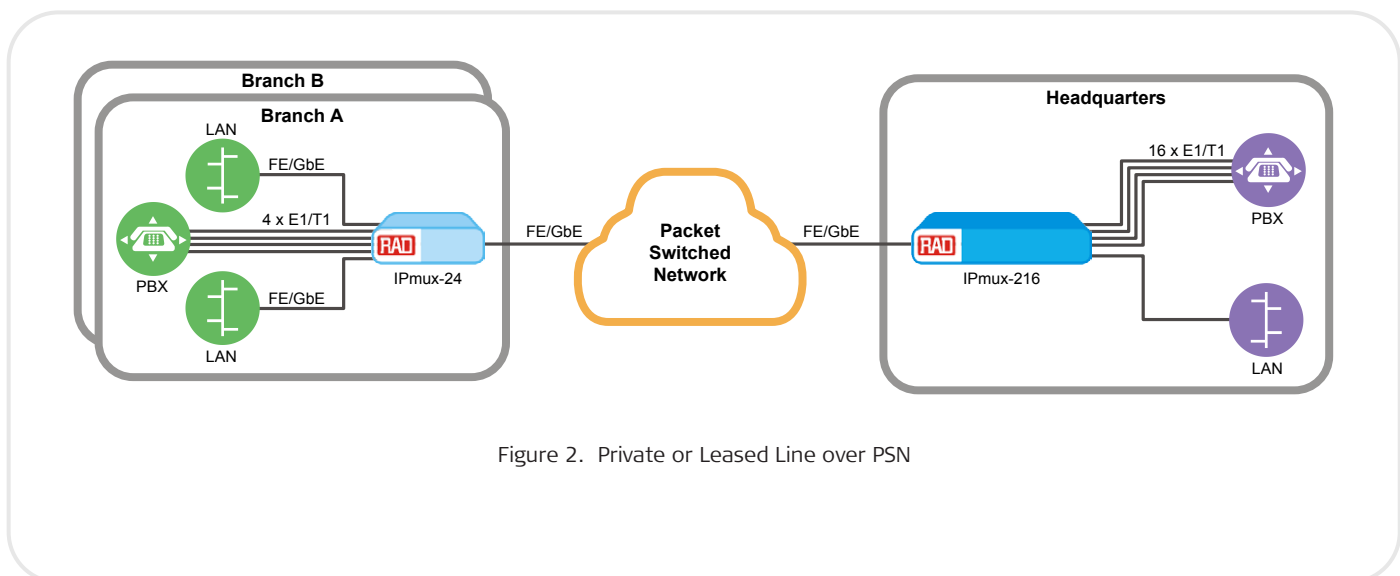 Branch B
Branch A
LAN
FE/GbE
4 x E1/T1
PBX
RAD
IPmux-24
FE/GbE
LAN
FE/GbE
Packet
Switched
Network
FE/GbE
Headquarters
16 x E1/T1
PBX
RAD
IPmux-216
LAN
Figure 2. Private or Leased Line over PSN